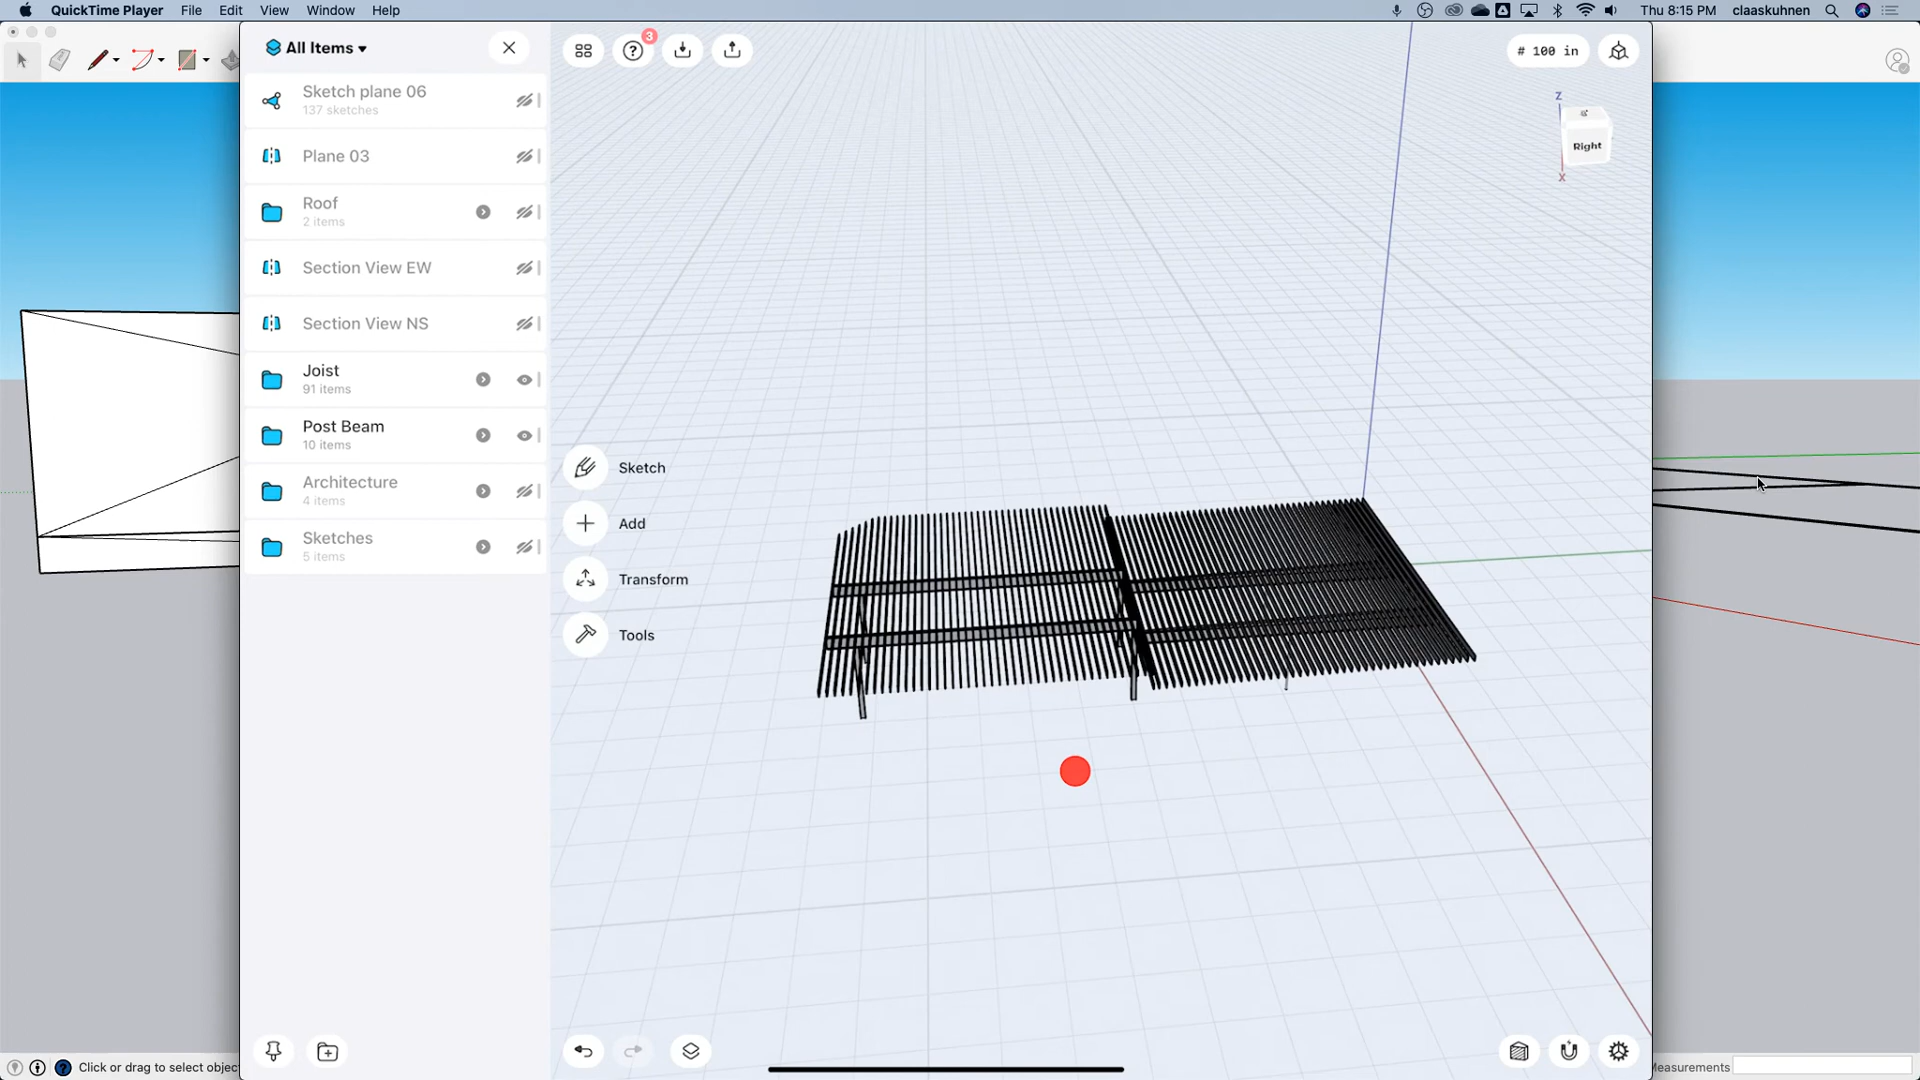 QuickTime Player File Edit View Window Help
Thu 8:15 PM claaskuhnen
All Items
3
# 100 in
Sketch plane 06
137 sketches
Plane 03
Roof
2 items
Section View EW
Section View NS
Joist
91 items
Post Beam
10 items
Architecture
4 items
Sketches
5 items
Sketch
Add
Transform
Tools
Z
Right
X
Click or drag to select objec
Measurements